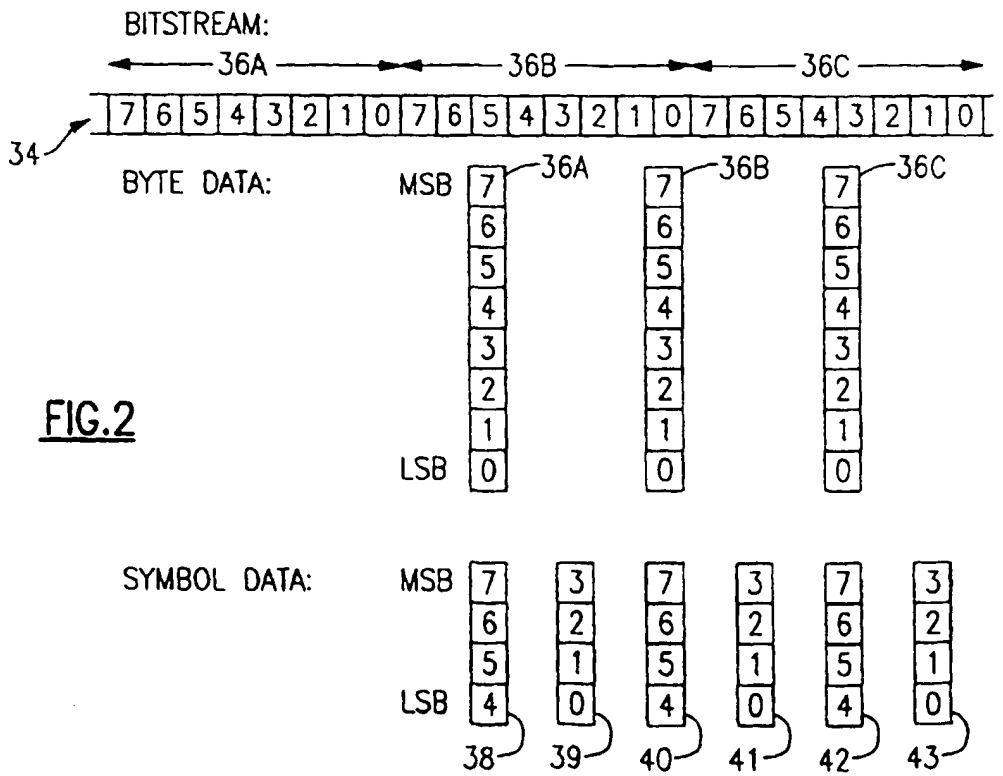 BITSTREAM:
36A 36B 36C
7 6 5 4 3 2 1 0 7 6 5 4 3 2 1 0 7 6 5 4 3 2 1 0
34
BYTE DATA: MSB 7 36A 7 36B 7 36C
6 6 6
5 5 5
4 4 4
3 3 3
2 2 2
FIG.2
1 1 1
LSB 0 0 0
SYMBOL DATA: MSB 7 3 7 3 7 3
6 2 6 2 6 2
5 1 5 1 5 1
LSB 4 0 4 0 4 0
38 39 40 41 42 43